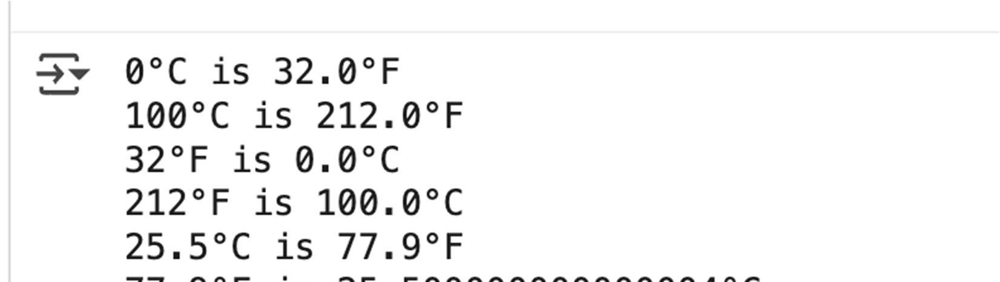 0°C is 32.0°F
100°C is 212.0°F
32°F is 0.0°C
212°F is 100.0°C
25.5°C is 77.9°F